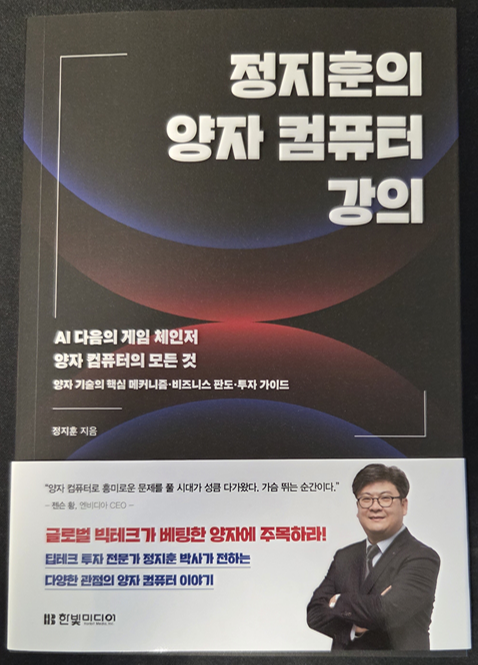 정지훈의
양자 컴퓨터
강의
AI 다음의 게임 체인저
양자 컴퓨터의 모든 것
양자 기술의 핵심 메커니즘·비즈니스 판도·투자 가이드
정지훈 지음
"양자 컴퓨터로 흥미로운 문제를 풀 시대가 성큼 다가왔다. 가슴 뛰는 순간이다."
– 젠슨 황, 엔비디아 CEO –
글로벌 빅테크가 베팅한 양자에 주목하라!
딥테크 투자 전문가 정지훈 박사가 전하는
다양한 관점의 양자 컴퓨터 이야기
한빛미디어